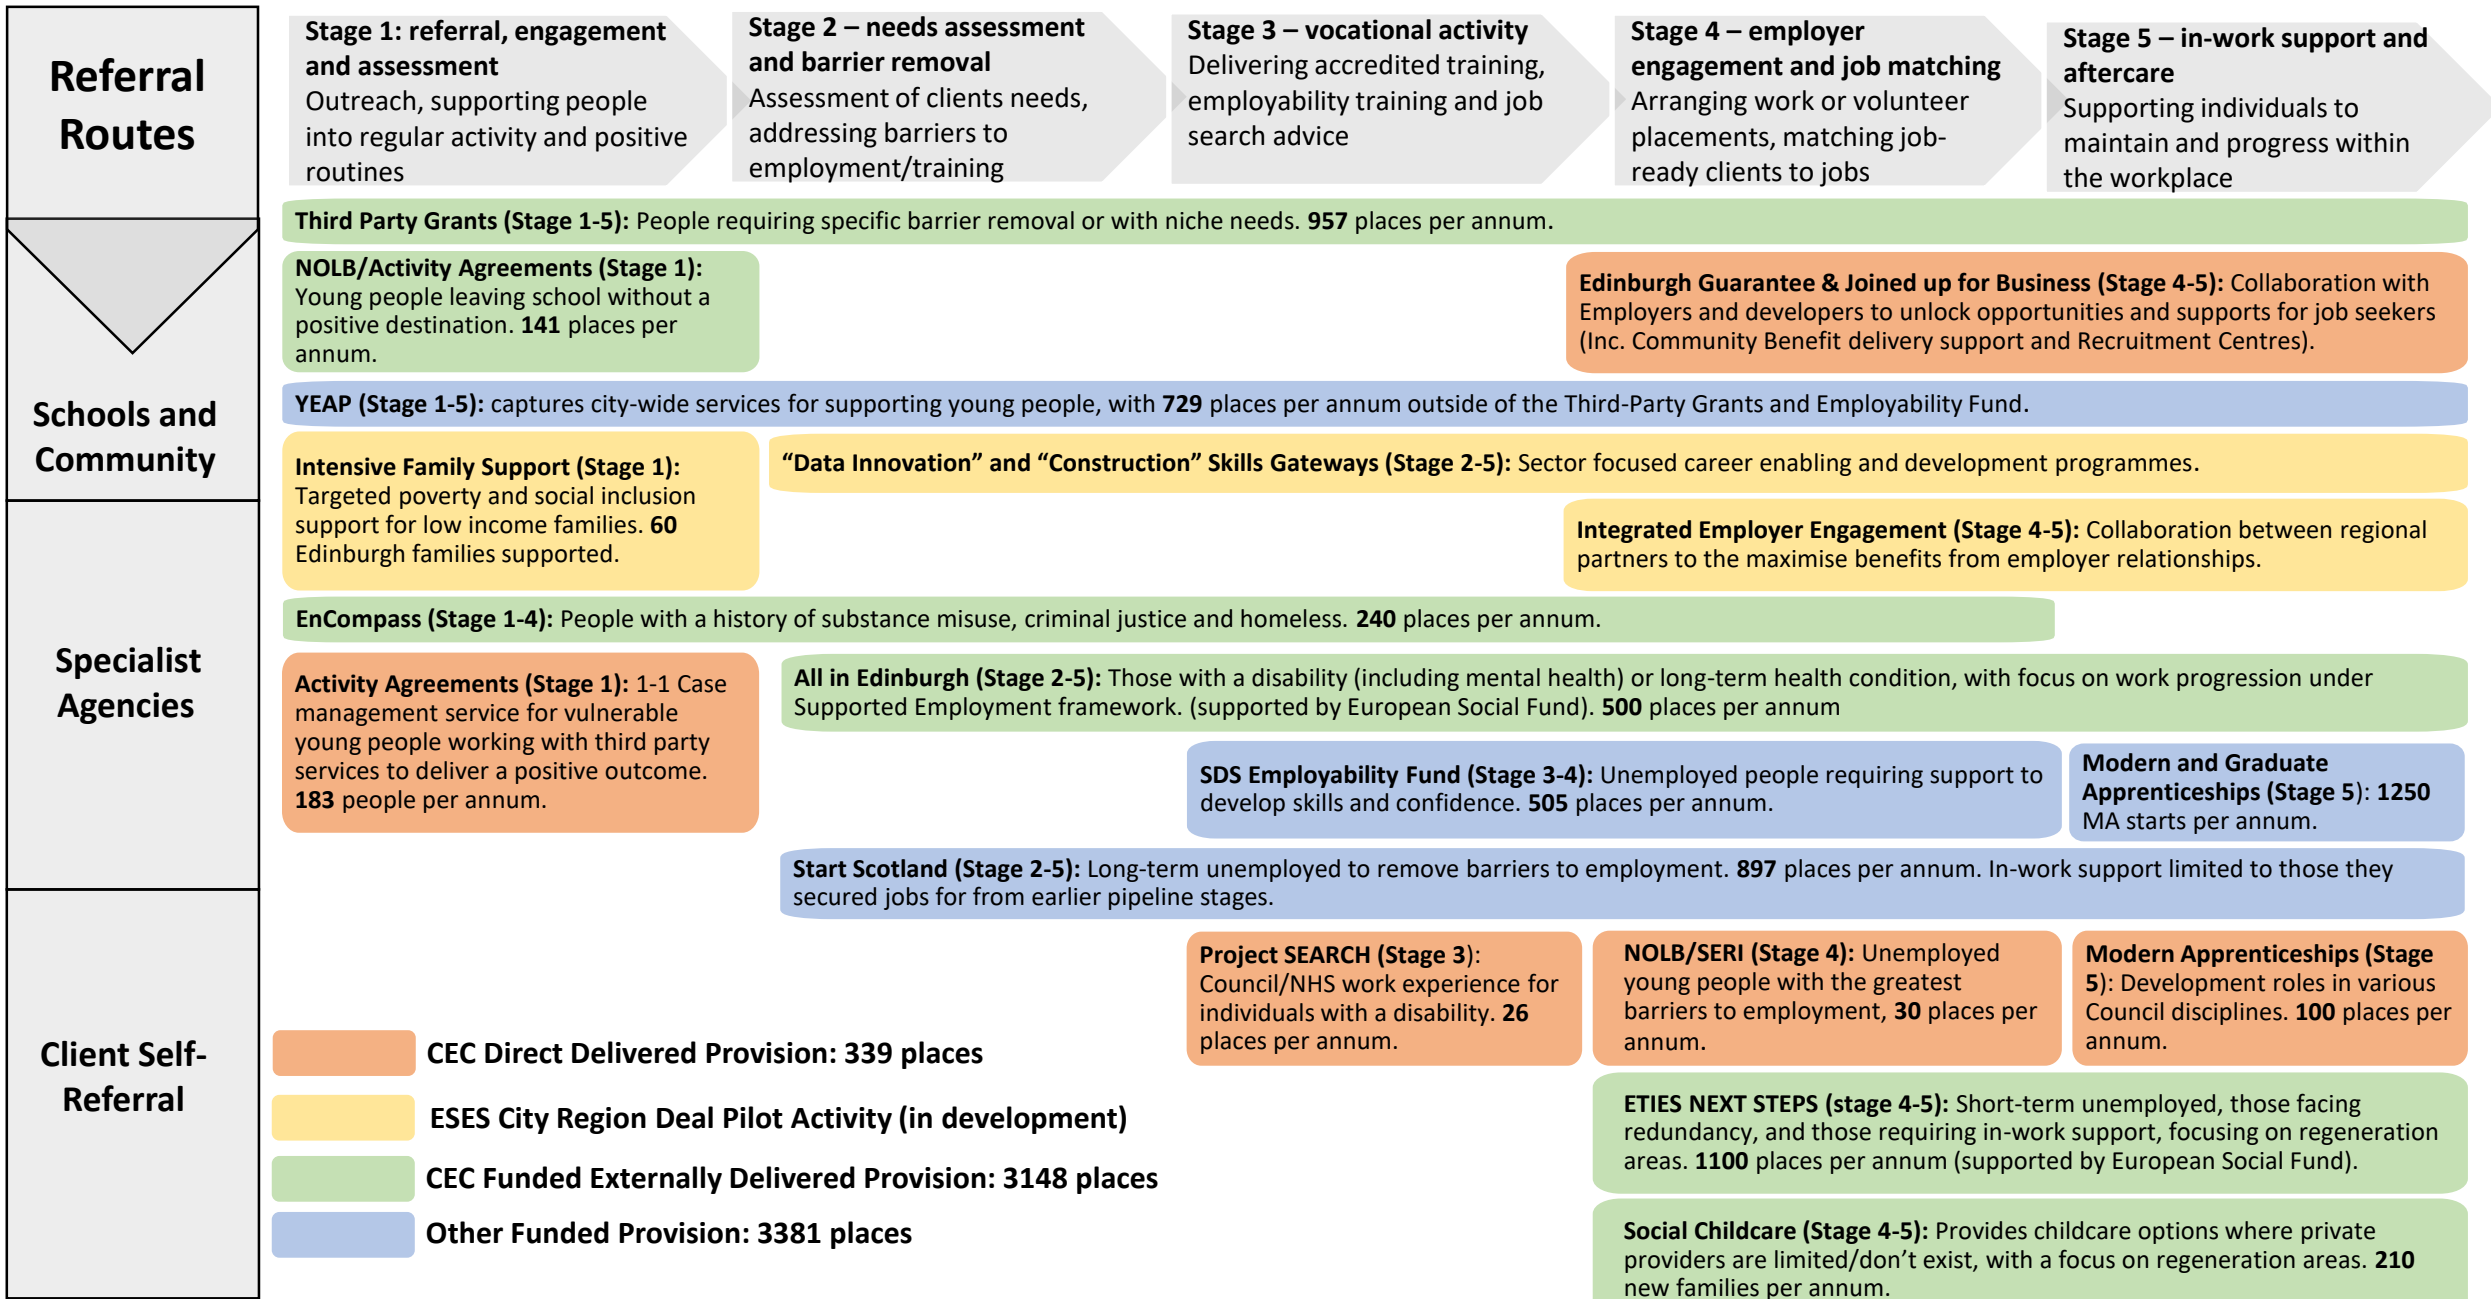 Referral
Routes
Stage 1: referral, engagement
and assessment
Outreach, supporting people
into regular activity and positive
routines
Stage 2 – needs assessment
and barrier removal
Assessment of clients needs,
addressing barriers to
employment/training
Stage 3 – vocational activity
Delivering accredited training,
employability training and job
search advice
Stage 4 – employer
engagement and job matching
Arranging work or volunteer
placements, matching job-
ready clients to jobs
Stage 5 – in-work support and
aftercare
Supporting individuals to
maintain and progress within
the workplace
Third Party Grants (Stage 1-5): People requiring specific barrier removal or with niche needs. 957 places per annum.
NOLB/Activity Agreements (Stage 1):
Young people leaving school without a
positive destination. 141 places per
annum.
Edinburgh Guarantee & Joined up for Business (Stage 4-5): Collaboration with
Employers and developers to unlock opportunities and supports for job seekers
(Inc. Community Benefit delivery support and Recruitment Centres).
Schools and
Community
YEAP (Stage 1-5): captures city-wide services for supporting young people, with 729 places per annum outside of the Third-Party Grants and Employability Fund.
Intensive Family Support (Stage 1):
Targeted poverty and social inclusion
support for low income families. 60
Edinburgh families supported.
“Data Innovation” and “Construction” Skills Gateways (Stage 2-5): Sector focused career enabling and development programmes.
Integrated Employer Engagement (Stage 4-5): Collaboration between regional
partners to the maximise benefits from employer relationships.
Specialist
Agencies
EnCompass (Stage 1-4): People with a history of substance misuse, criminal justice and homeless. 240 places per annum.
Activity Agreements (Stage 1): 1-1 Case
management service for vulnerable
young people working with third party
services to deliver a positive outcome.
183 people per annum.
All in Edinburgh (Stage 2-5): Those with a disability (including mental health) or long-term health condition, with focus on work progression under
Supported Employment framework. (supported by European Social Fund). 500 places per annum
SDS Employability Fund (Stage 3-4): Unemployed people requiring support to
develop skills and confidence. 505 places per annum.
Modern and Graduate
Apprenticeships (Stage 5): 1250
MA starts per annum.
Start Scotland (Stage 2-5): Long-term unemployed to remove barriers to employment. 897 places per annum. In-work support limited to those they
secured jobs for from earlier pipeline stages.
Client Self-
Referral
Project SEARCH (Stage 3):
Council/NHS work experience for
individuals with a disability. 26
places per annum.
NOLB/SERI (Stage 4): Unemployed
young people with the greatest
barriers to employment, 30 places per
annum.
Modern Apprenticeships (Stage
5): Development roles in various
Council disciplines. 100 places per
annum.
ETIES NEXT STEPS (stage 4-5): Short-term unemployed, those facing
redundancy, and those requiring in-work support, focusing on regeneration
areas. 1100 places per annum (supported by European Social Fund).
Social Childcare (Stage 4-5): Provides childcare options where private
providers are limited/don’t exist, with a focus on regeneration areas. 210
new families per annum.
CEC Direct Delivered Provision: 339 places
ESES City Region Deal Pilot Activity (in development)
CEC Funded Externally Delivered Provision: 3148 places
Other Funded Provision: 3381 places